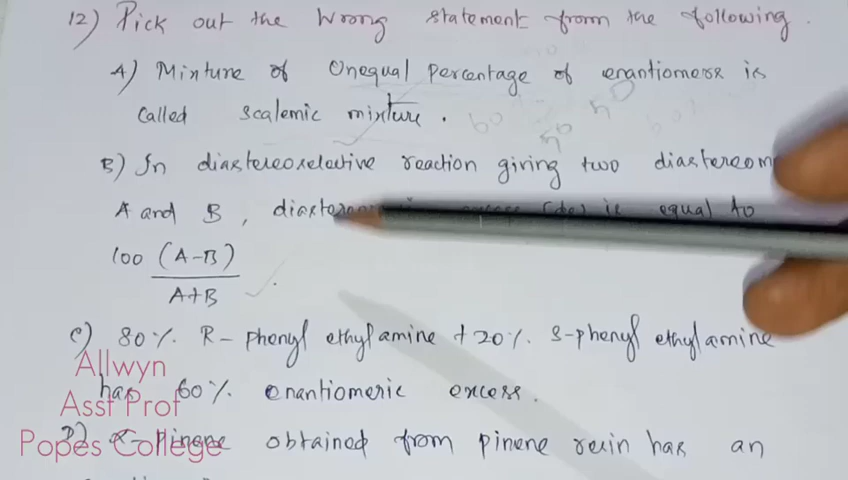 12) Pick out the Wrong statement from the following.
A) Mixture of Unequal percentage of enantiomers is
Called scalemic mixture.
B) In diastereoselective reaction giving two diastereom
A and B, is equal to
100 (A-B)
A+B
C) 80% R- phenyl ethylamine + 20% S-phenyl ethylamine
has 60% enantiomeric excess.
D) α-Pinene obtained from pinene resin has an
Allwyn
Asst Prof
Popes College